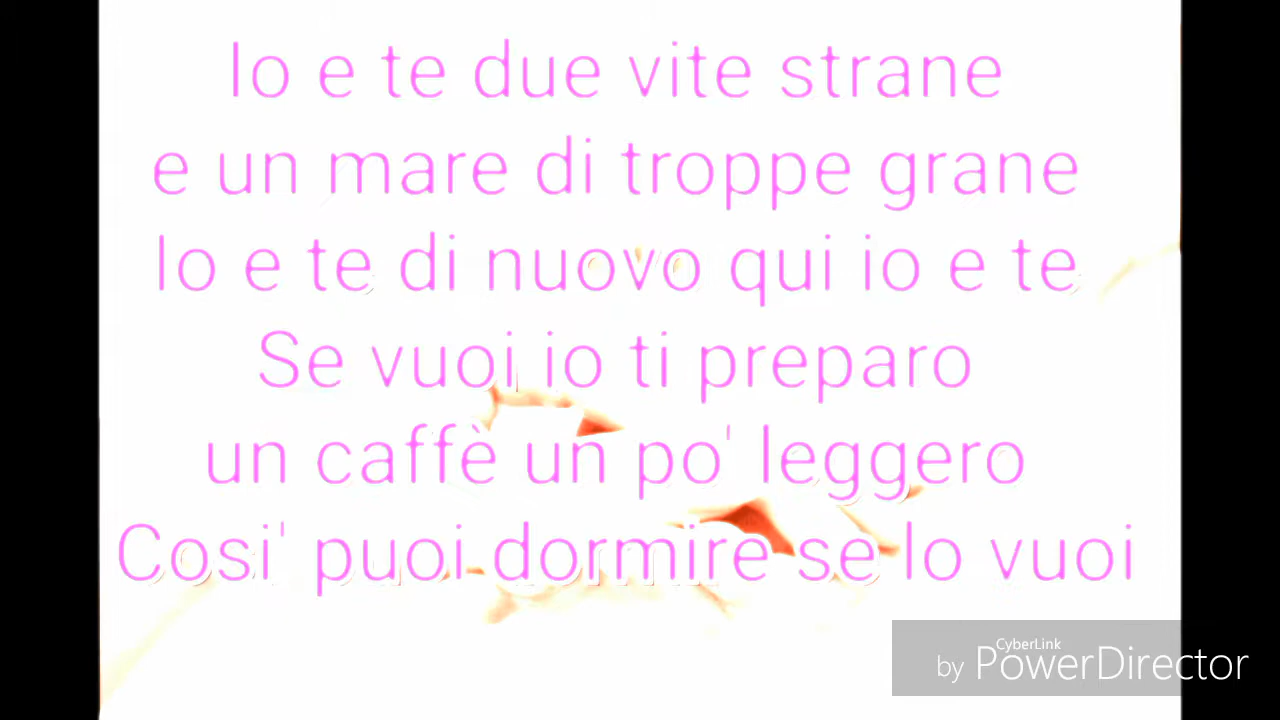 Io e te due vite strane
e un mare di troppe grane
Io e te di nuovo qui io e te
Se vuoi io ti preparo
un caffè un po' leggero
Cosi' puoi dormire se lo vuoi
CyberLink
by PowerDirector